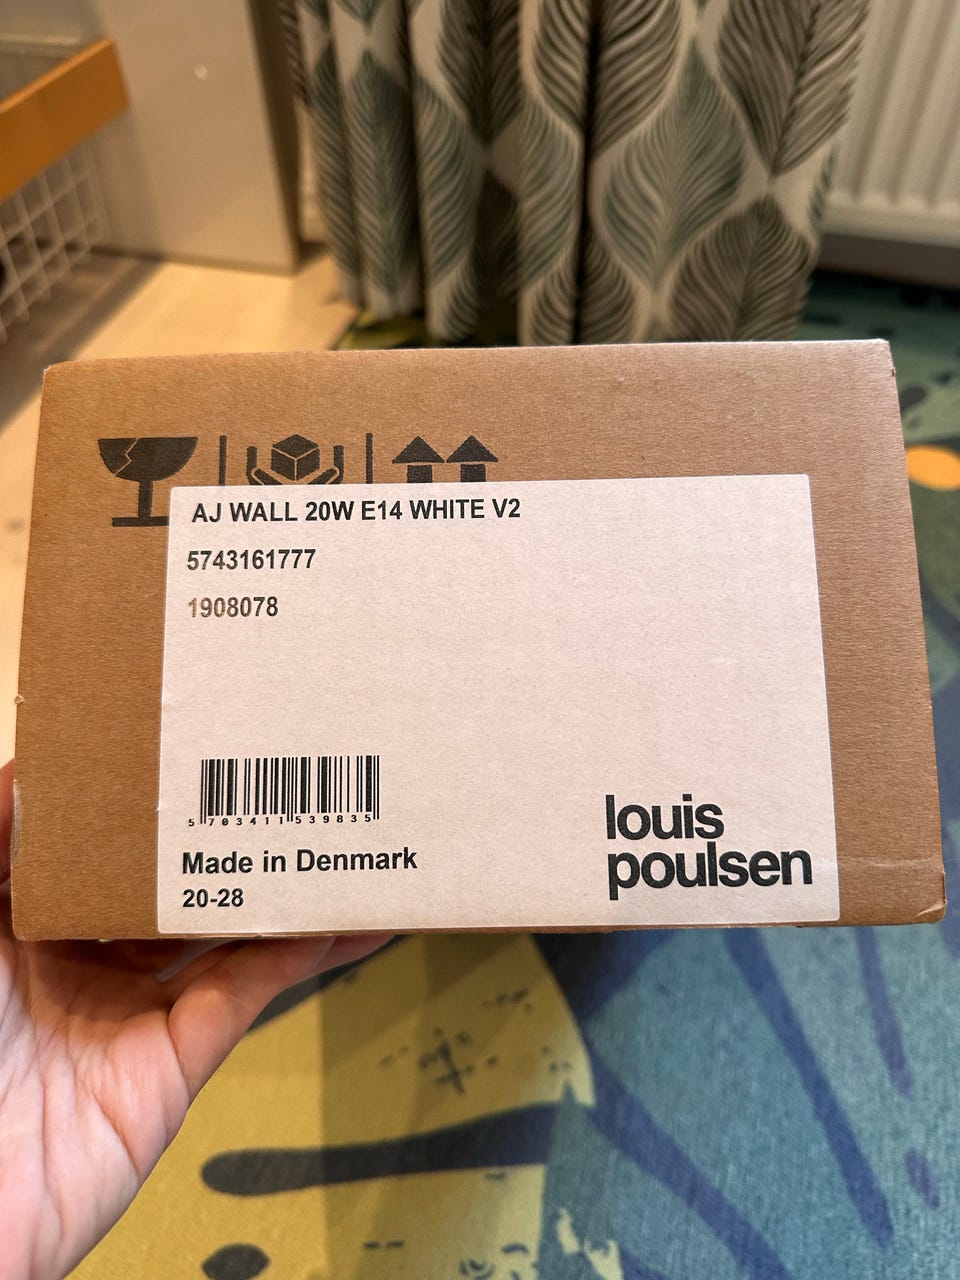 AJ WALL 20W E14 WHITE V2
5743161777
1908078
5 703411 539835
Made in Denmark
20-28
louis
poulsen